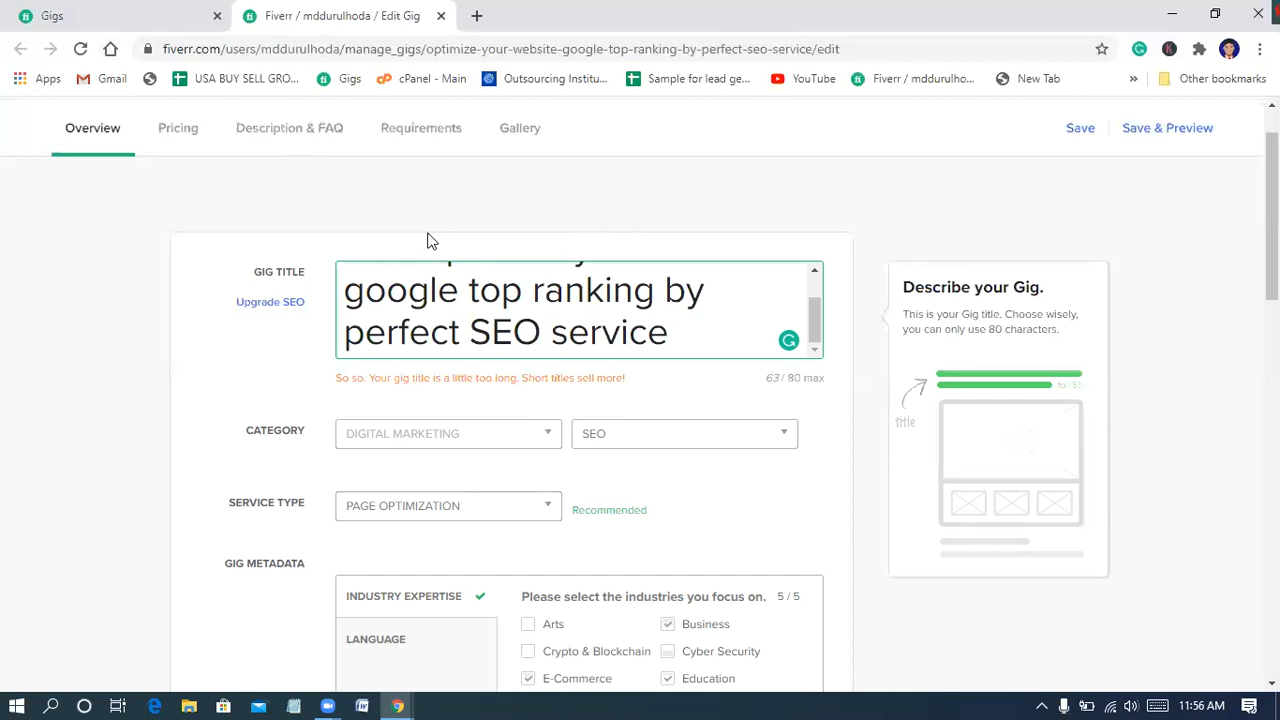 Gigs
Fiverr / mddurulhoda / Edit Gig
fiverr.com/users/mddurulhoda/manage_gigs/optimize-your-website-google-top-ranking-by-perfect-seo-service/edit
Apps
Gmail
USA BUY SELL GRO...
Gigs
cPanel - Main
Outsourcing Institu...
Sample for lead ge...
YouTube
Fiverr / mddurulho...
New Tab
»
Other bookmarks
Overview
Pricing
Description & FAQ
Requirements
Gallery
Save
Save & Preview
GIG TITLE
Upgrade SEO
google top ranking by
perfect SEO service
So so. Your gig title is a little too long. Short titles sell more!
63 / 80 max
Describe your Gig.
This is your Gig title. Choose wisely,
you can only use 80 characters.
title
CATEGORY
DIGITAL MARKETING
SEO
SERVICE TYPE
PAGE OPTIMIZATION
Recommended
GIG METADATA
INDUSTRY EXPERTISE
LANGUAGE
Please select the industries you focus on. 5 / 5
Arts
Business
Crypto & Blockchain
Cyber Security
E-Commerce
Education
11:56 AM